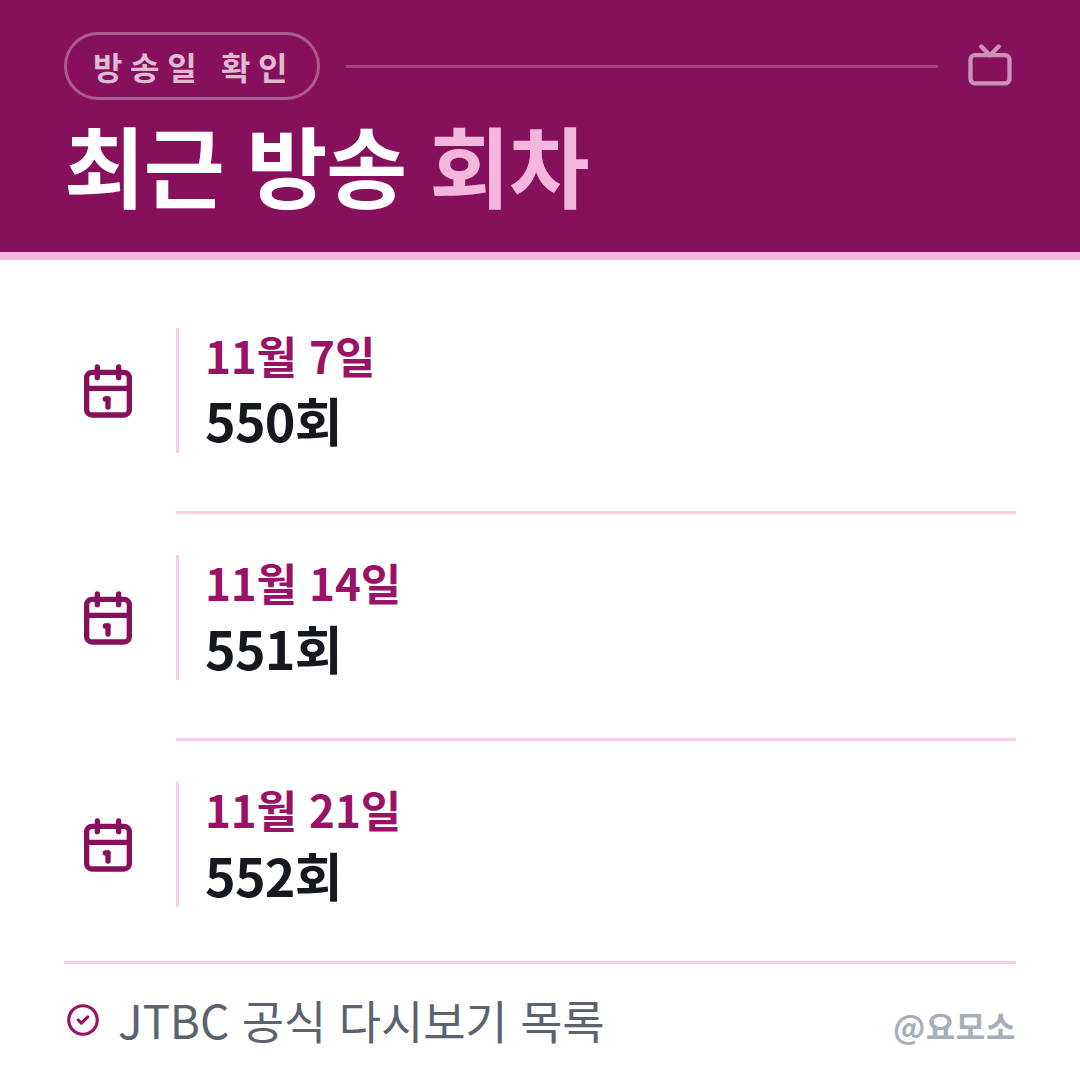 방송일 확인
최근 방송 회차
11월 7일
550회
11월 14일
551회
11월 21일
552회
JTBC 공식 다시보기 목록
@요모소